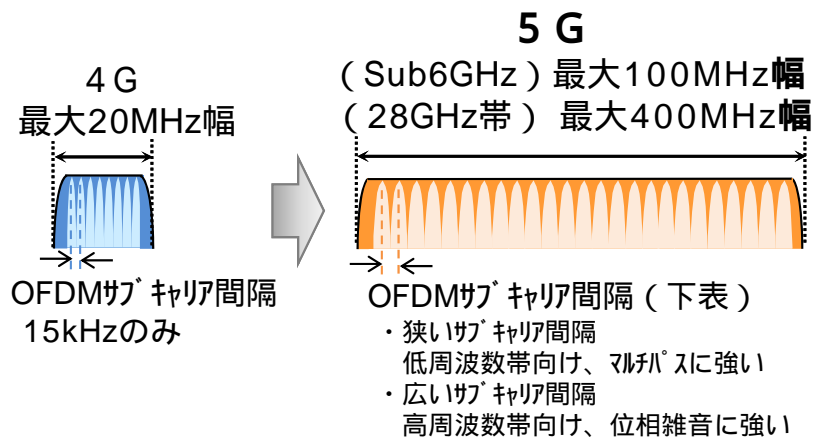 5 G
4 G
(Sub6GHz)最大100MHz幅
最大20MHz幅
(28GHz帯) 最大400MHz幅
OFDMｻﾌﾞｷｬﾘｱ間隔
15kHzのみ
OFDMｻﾌﾞｷｬﾘｱ間隔(下表)
・狭いｻﾌﾞｷｬﾘｱ間隔
低周波数帯向け、ﾏﾙﾁﾊﾟｽに強い
・広いｻﾌﾞｷｬﾘｱ間隔
高周波数帯向け、位相雑音に強い